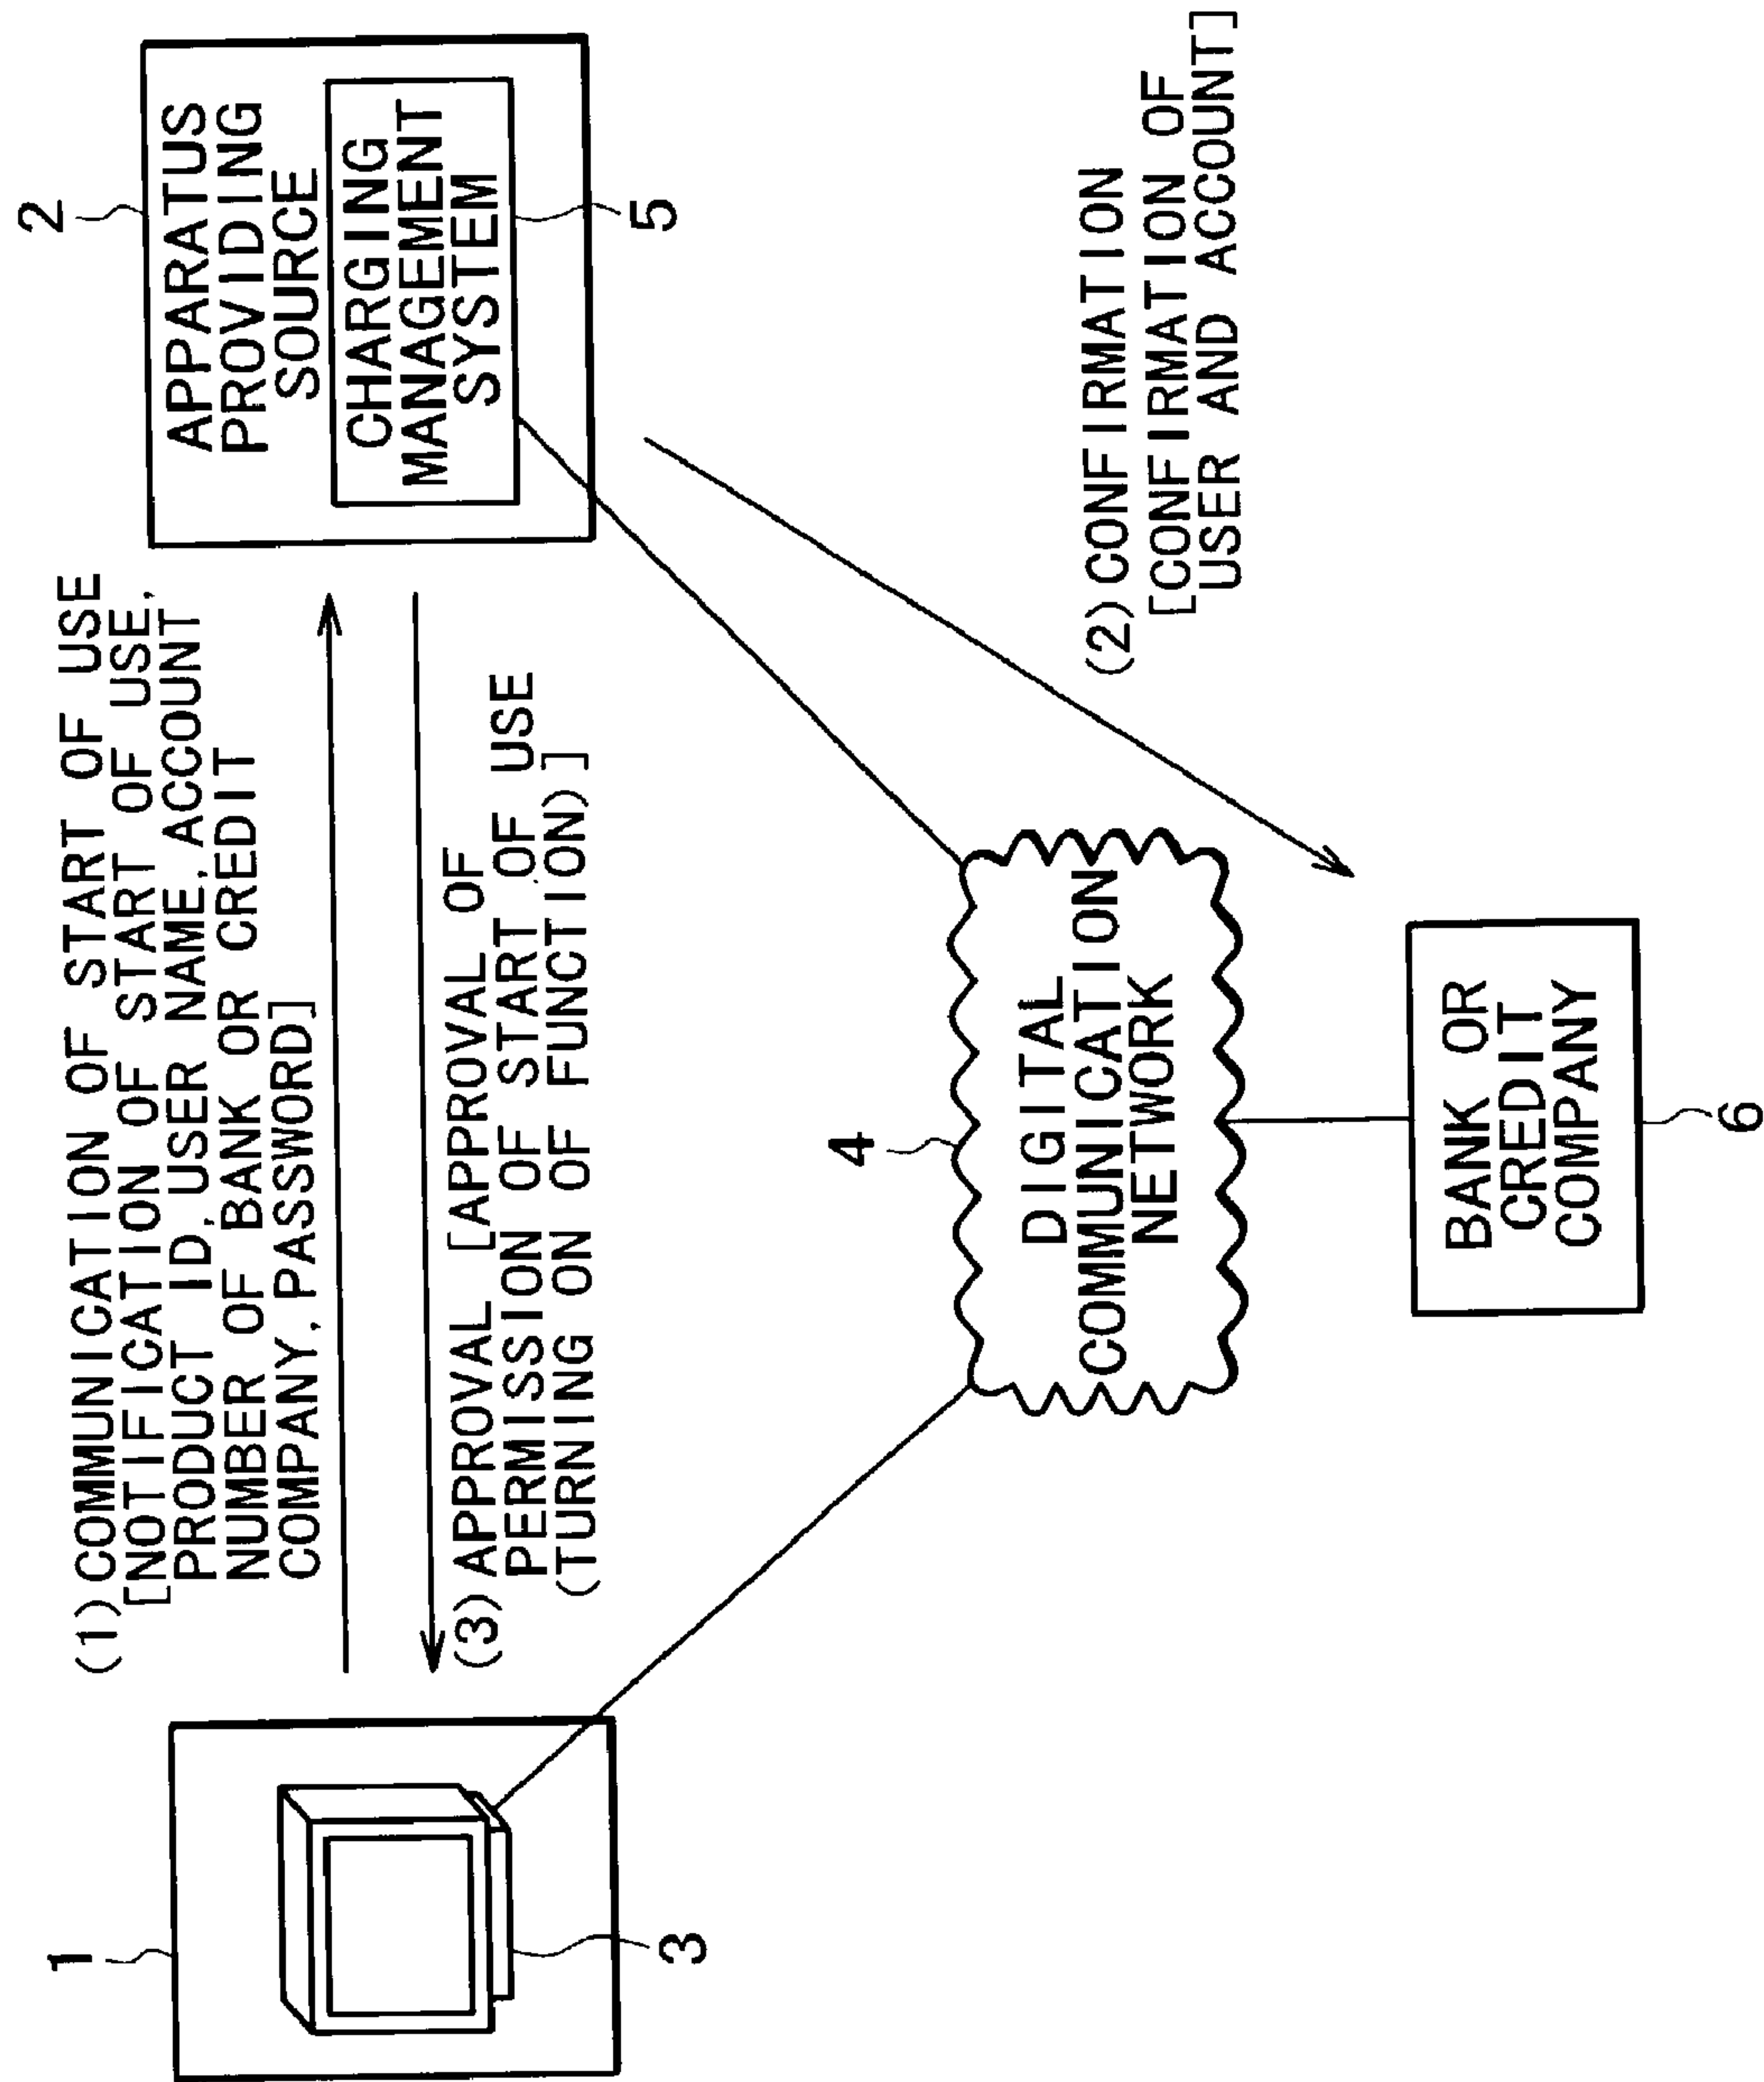 (1) COMMUNICATION OF START OF USE
[NOTIFICATION OF START OF USE,
PRODUCT ID, USER NAME, ACCOUNT
NUMBER OF BANK OR CREDIT
COMPANY, PASSWORD]
(3) APPROVAL [APPROVAL OF
PERMISSION OF START OF USE
(TURNING ON OF FUNCTION)]
1
3
2
APPARATUS
PROVIDING
SOURCE
CHARGING
MANAGEMENT
SYSTEM
5
4
DIGITAL
COMMUNICATION
NETWORK
(2) CONFIRMATION
[CONFIRMATION OF
USER AND ACCOUNT]
BANK OR
CREDIT
COMPANY
6